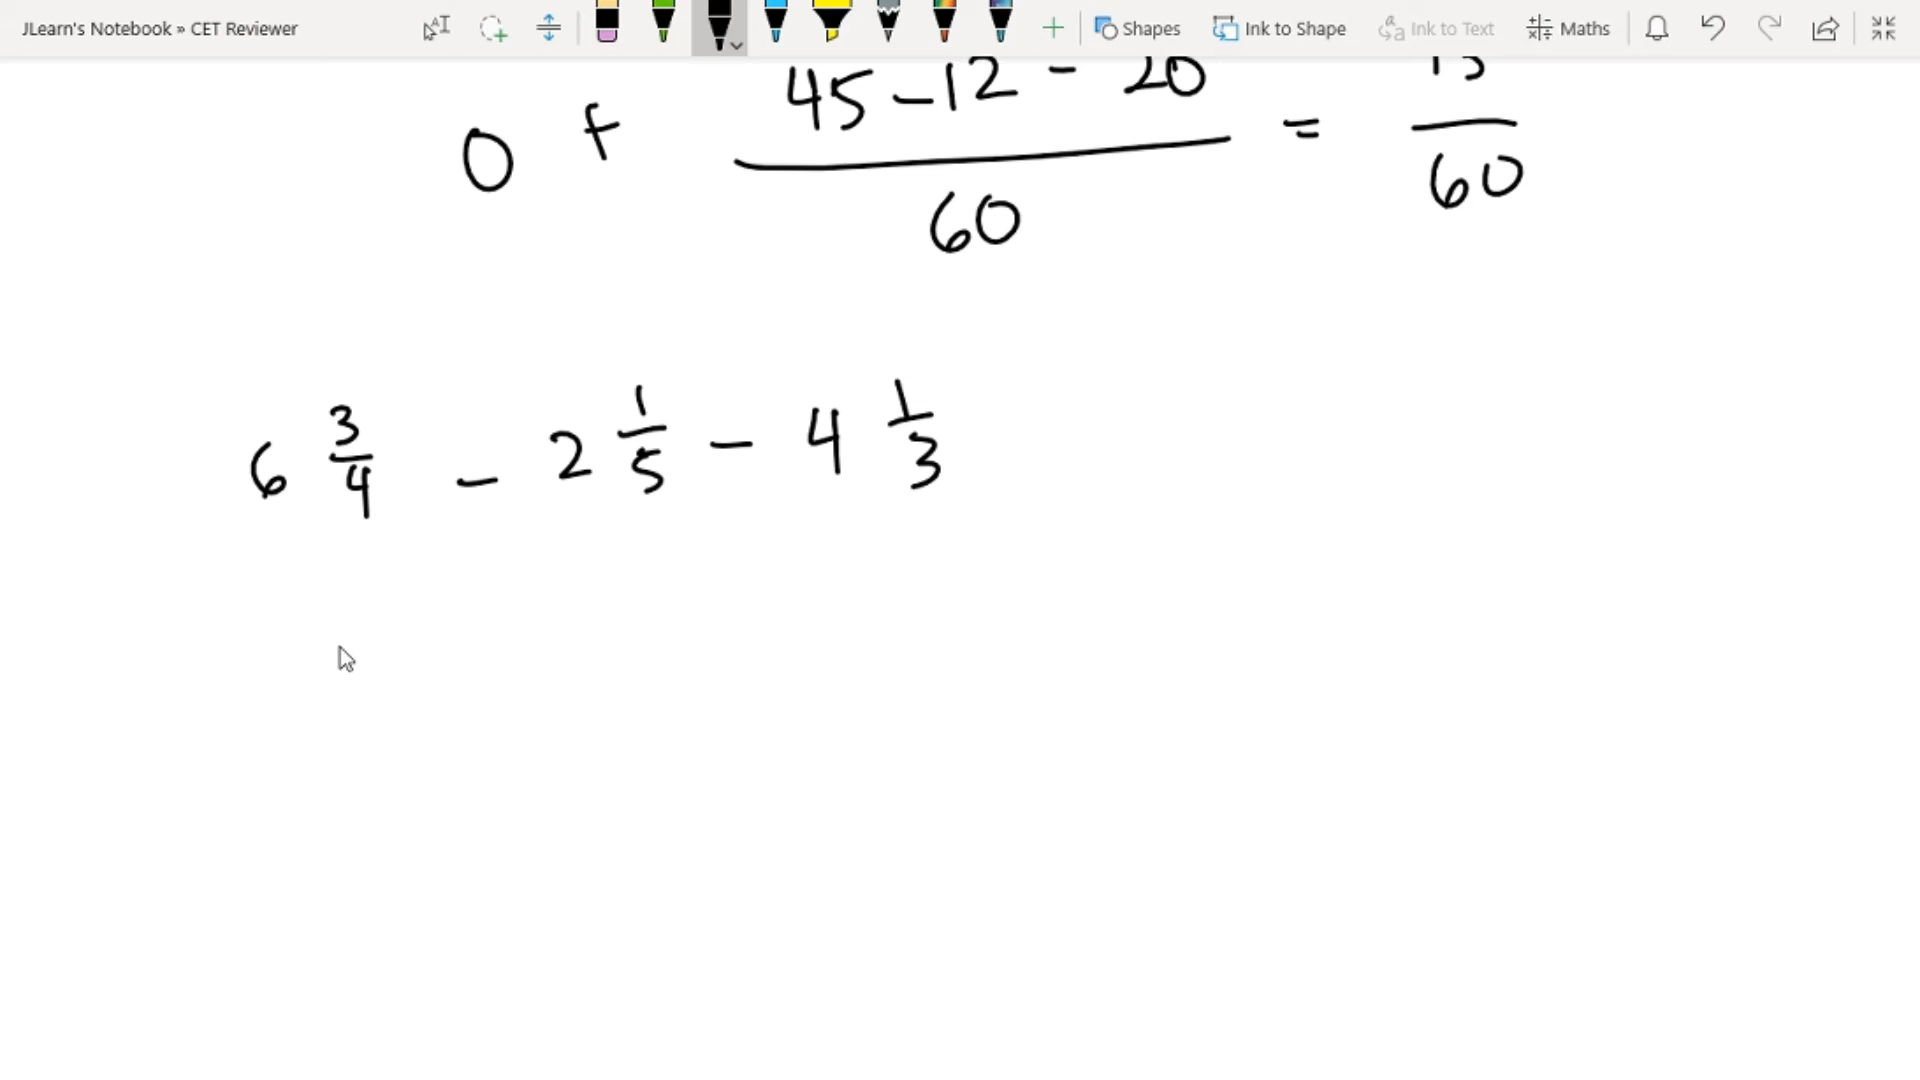 JLearn's Notebook » CET Reviewer Shapes Ink to Shape Ink to Text Maths
0 + 45 - 12 - 20 / 60 = 13 / 60
6 3/4 - 2 1/5 - 4 1/3